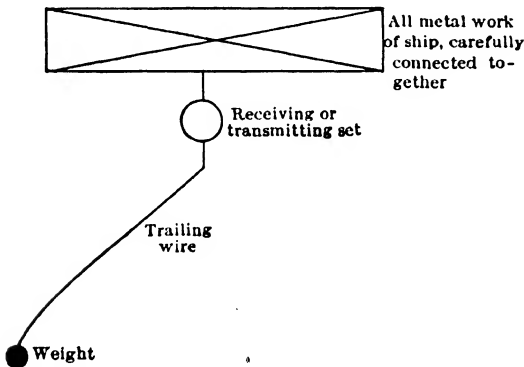 All metal work
of ship, carefully
connected to-
gether
Receiving or
transmitting set
Trailing
wire
Weight